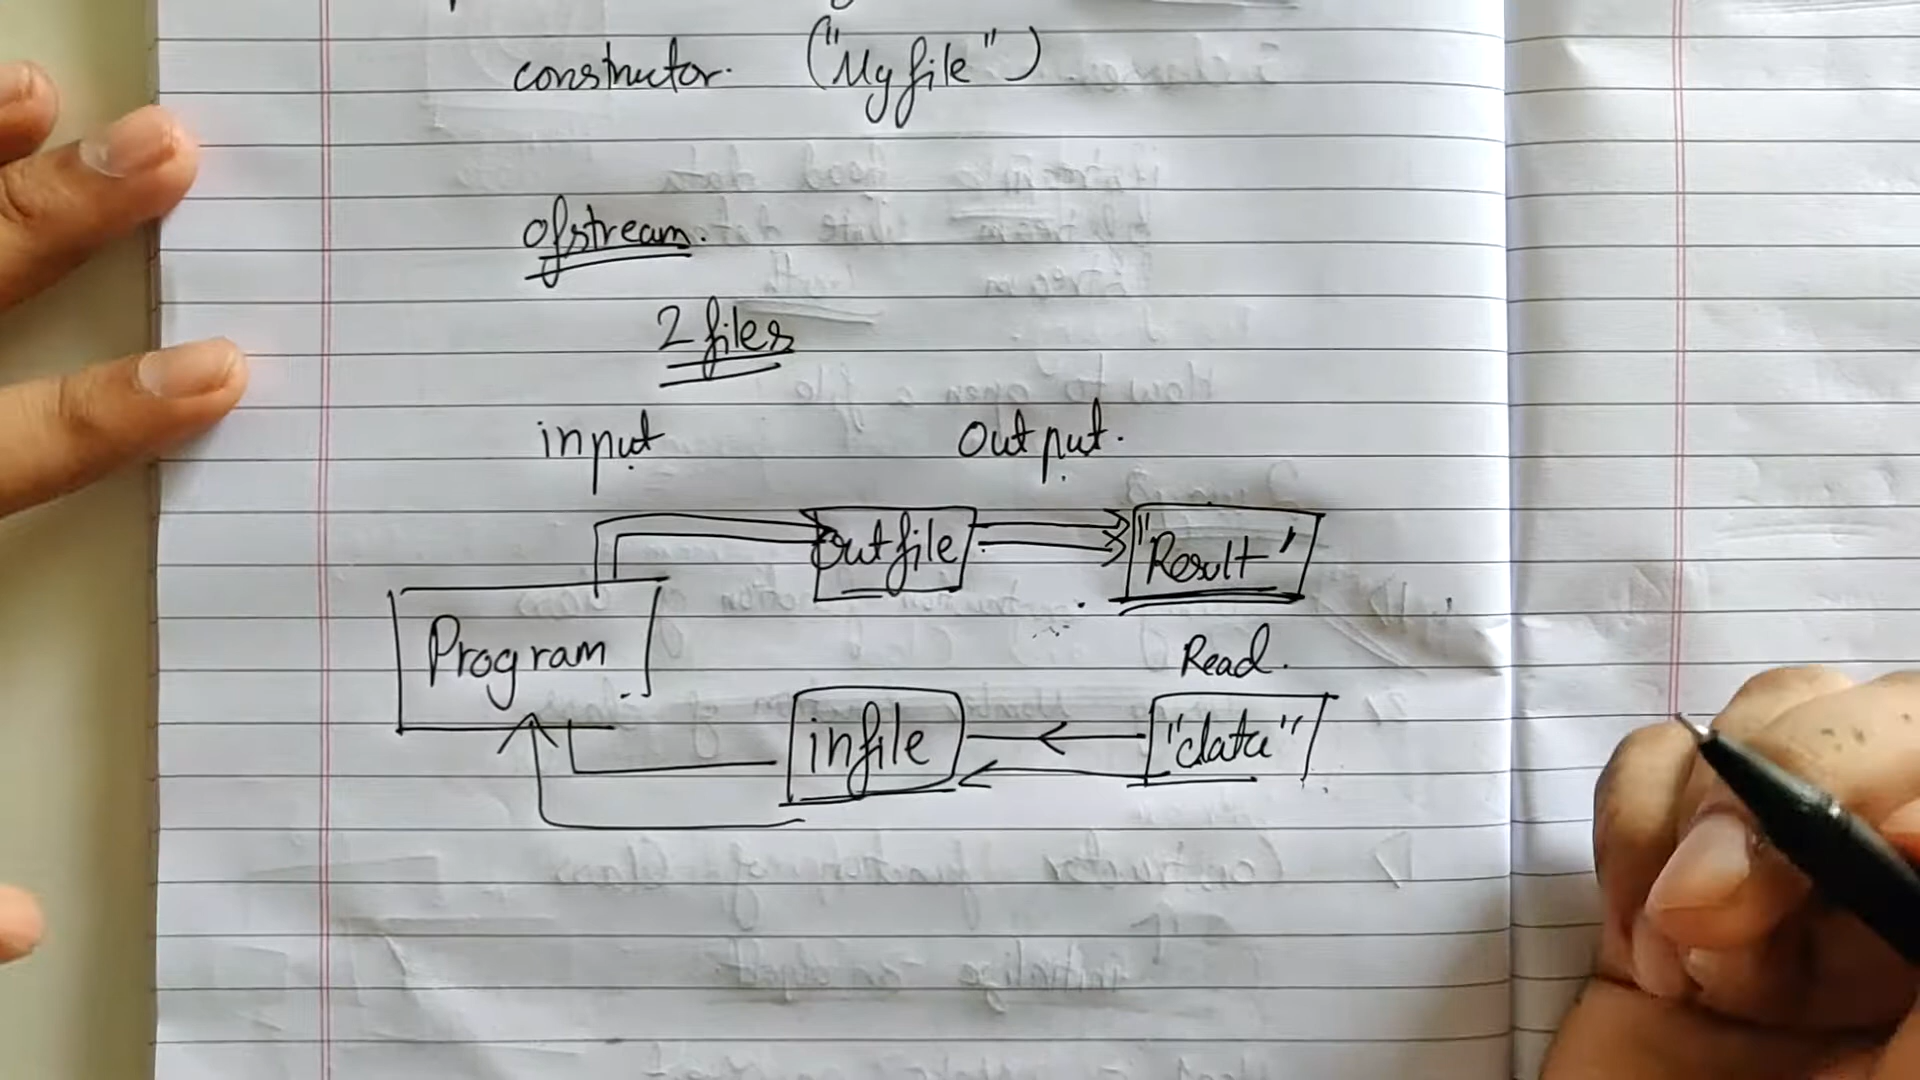 constructor. ("Myfile")
ofstream.
2 files
input output.
outfile "Result"
Program Read.
infile "data"